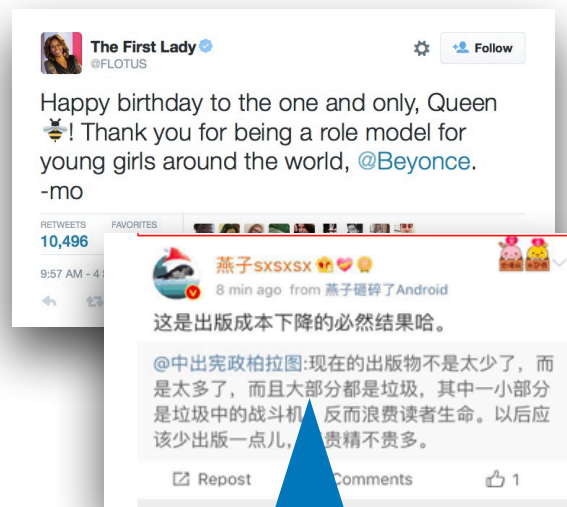 The First Lady
@FLOTUS
Follow
Happy birthday to the one and only, Queen
🐝! Thank you for being a role model for
young girls around the world, @Beyonce.
-mo
RETWEETS FAVORITES
10,496
9:57 AM - 4
燕子sxsxsx
8 min ago from 燕子砸碎了Android
这是出版成本下降的必然结果哈。
@中出宪政柏拉图:现在的出版物不是太少了，而
是太多了，而且大部分都是垃圾，其中一小部分
是垃圾中的战斗机 反而浪费读者生命。以后应
该少出版一点儿， 贵精不贵多。
Repost Comments 1